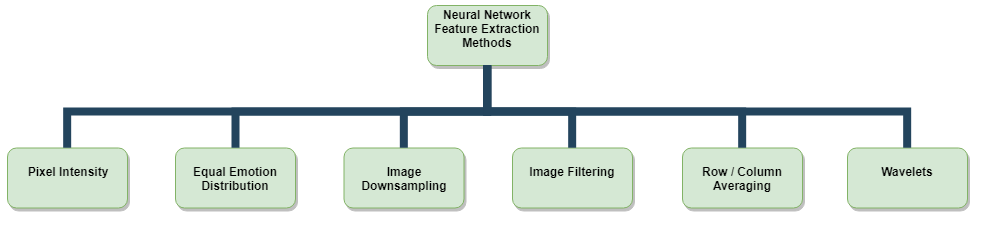 Neural Network
Feature Extraction
Methods
Pixel Intensity
Equal Emotion
Distribution
Image
Downsampling
Image Filtering
Row / Column
Averaging
Wavelets